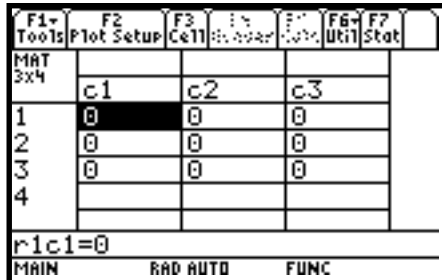 F1 F2 F3 F6 F7
Tools Plot Setup Cell Util Stat
MAT
3x4
c1 c2 c3
1 0 0 0
2 0 0 0
3 0 0 0
4
r1c1=0
MAIN RAD AUTO FUNC